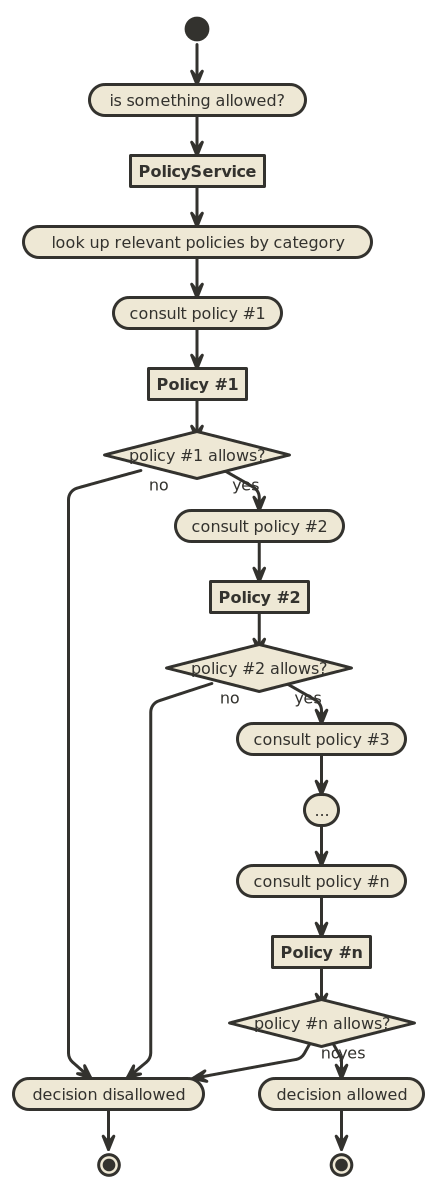 is something allowed?
PolicyService
look up relevant policies by category
consult policy #1
Policy #1
policy #1 allows?
no
yes
consult policy #2
Policy #2
policy #2 allows?
no
yes
consult policy #3
...
consult policy #n
Policy #n
policy #n allows?
no
yes
decision disallowed
decision allowed